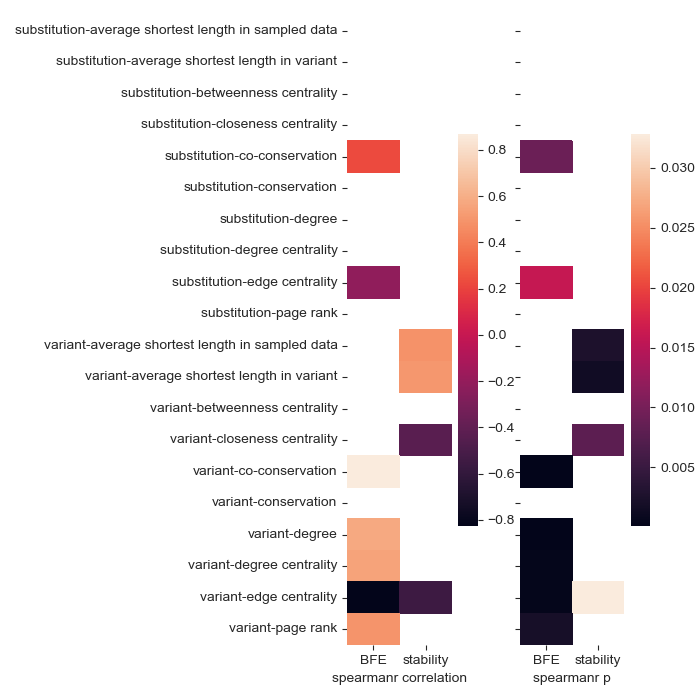 substitution-average shortest length in sampled data
substitution-average shortest length in variant
substitution-betweenness centrality
substitution-closeness centrality
substitution-co-conservation
substitution-conservation
substitution-degree
substitution-degree centrality
substitution-edge centrality
substitution-page rank
variant-average shortest length in sampled data
variant-average shortest length in variant
variant-betweenness centrality
variant-closeness centrality
variant-co-conservation
variant-conservation
variant-degree
variant-degree centrality
variant-edge centrality
variant-page rank
BFE stability
spearmanr correlation
0.8
0.6
0.4
0.2
0.0
−0.2
−0.4
−0.6
−0.8
BFE stability
spearmanr p
0.030
0.025
0.020
0.015
0.010
0.005